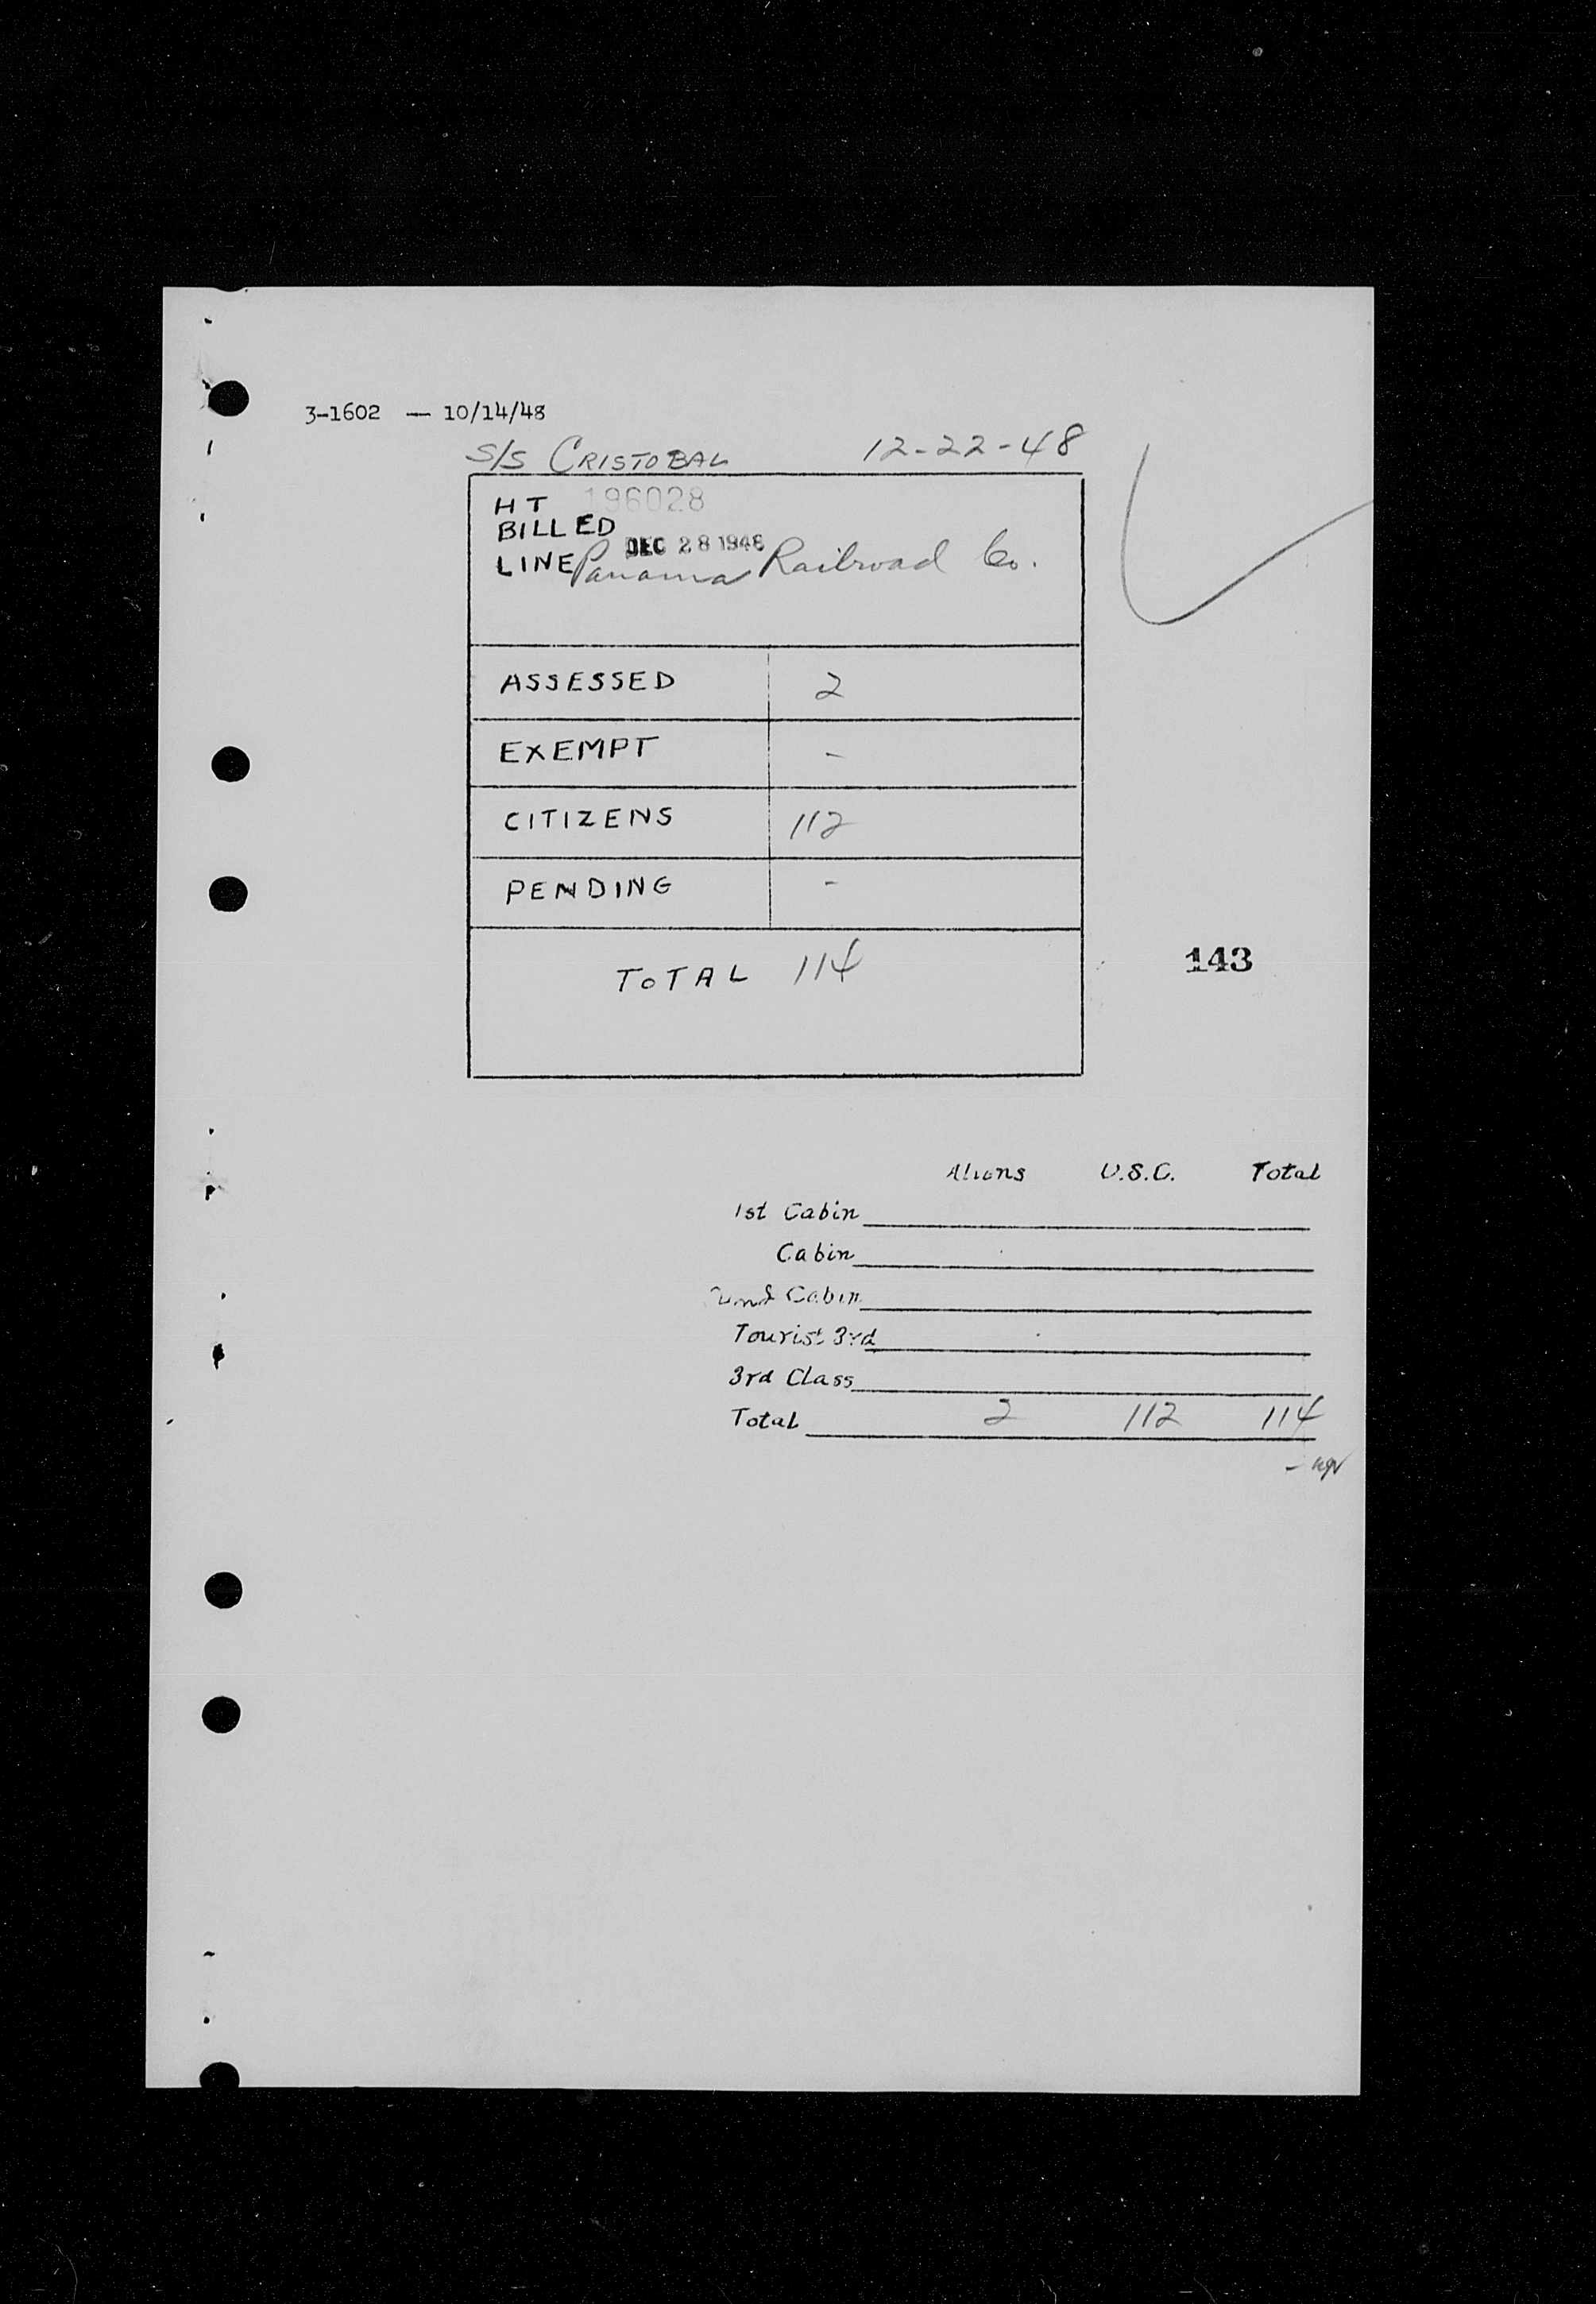 3-1602 — 10/14/48
S/S CRISTOBAL 12-22-48
HT 196028
BILLED
DEC 28 1948
LINE Panama Railroad Co.
ASSESSED 2
EXEMPT -
CITIZENS 112
PENDING -
143
TOTAL 114
Aliens U.S.C. Total
1st Cabin
Cabin
2nd Cabin
Tourist 3rd
3rd Class
Total 2 112 114